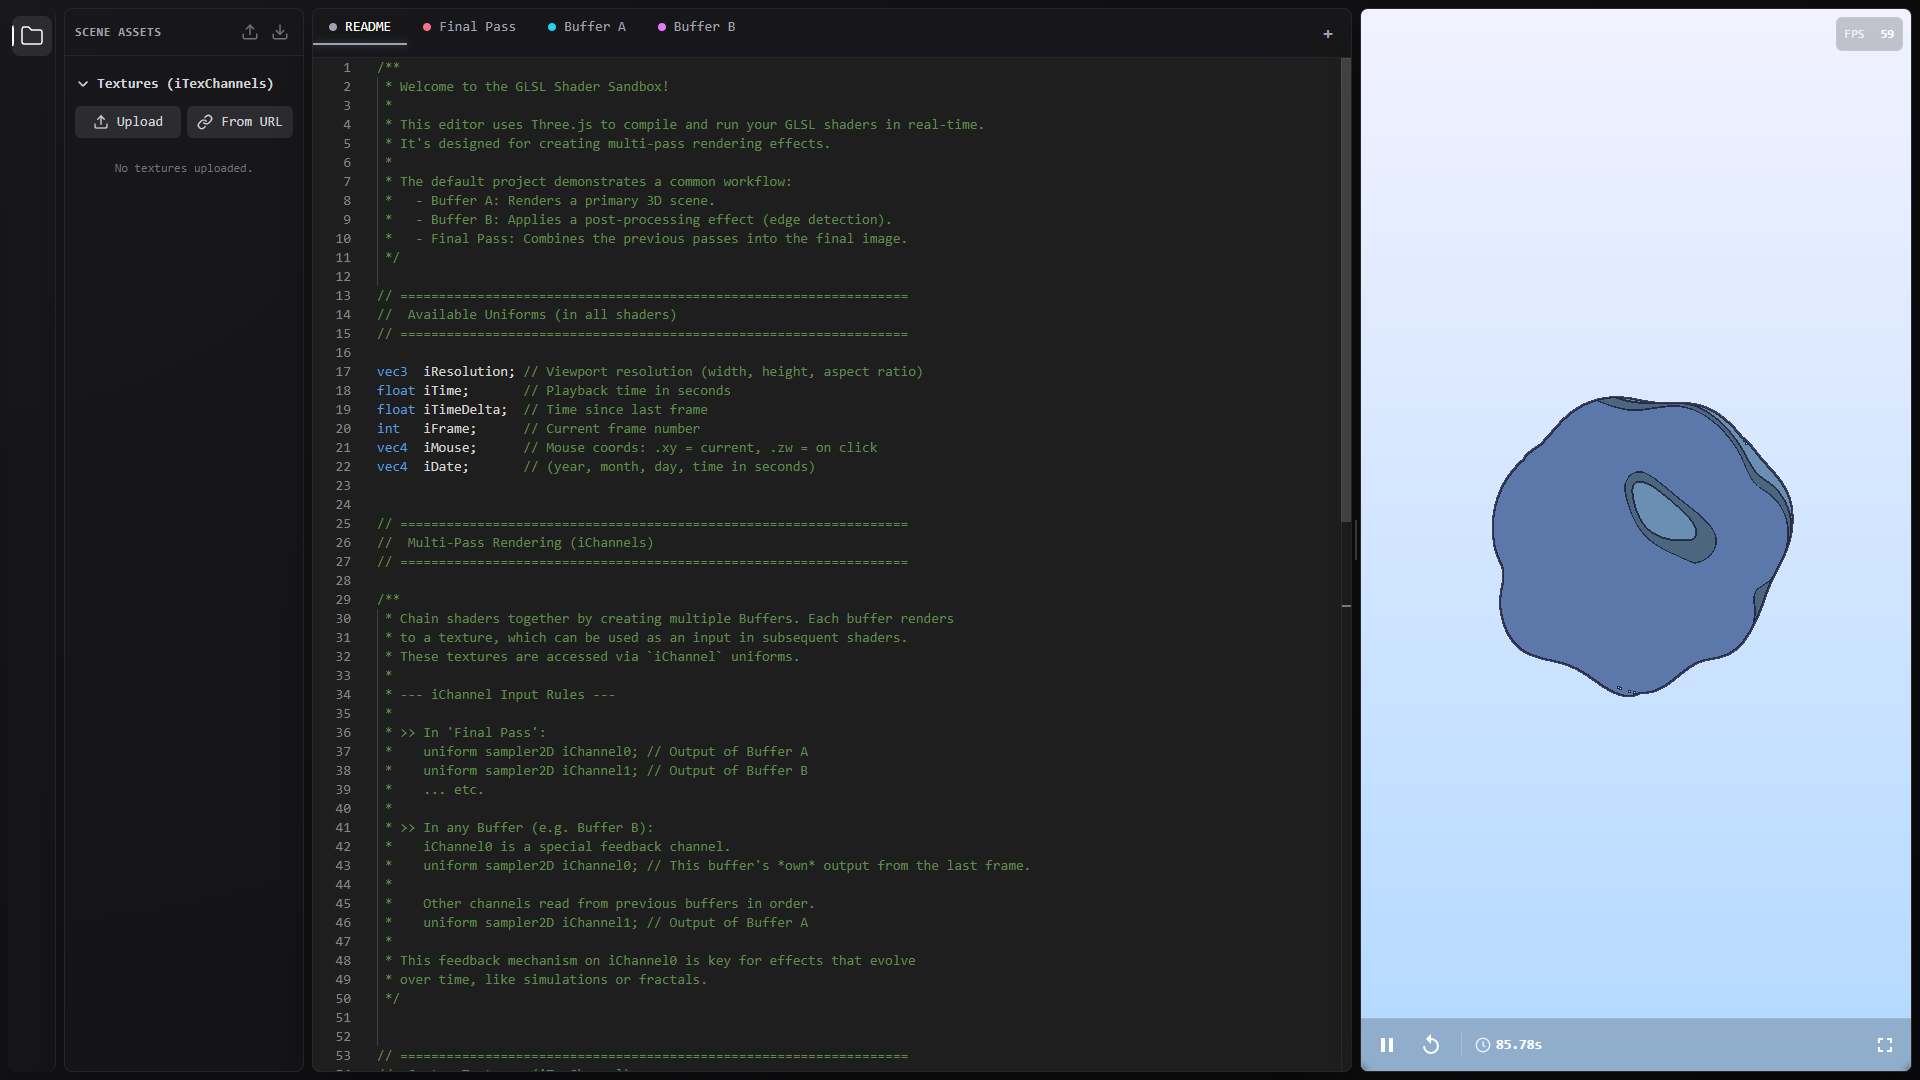 SCENE ASSETS
Textures (iTexChannels)
Upload
From URL
No textures uploaded.
README
Final Pass
Buffer A
Buffer B
+
1 /**
2  * Welcome to the GLSL Shader Sandbox!
3  *
4  * This editor uses Three.js to compile and run your GLSL shaders in real-time.
5  * It's designed for creating multi-pass rendering effects.
6  *
7  * The default project demonstrates a common workflow:
8  *   - Buffer A: Renders a primary 3D scene.
9  *   - Buffer B: Applies a post-processing effect (edge detection).
10  *   - Final Pass: Combines the previous passes into the final image.
11  */
12
13 // ==================================================================
14 //  Available Uniforms (in all shaders)
15 // ==================================================================
16
17 vec3  iResolution; // Viewport resolution (width, height, aspect ratio)
18 float iTime;       // Playback time in seconds
19 float iTimeDelta;  // Time since last frame
20 int   iFrame;      // Current frame number
21 vec4  iMouse;      // Mouse coords: .xy = current, .zw = on click
22 vec4  iDate;       // (year, month, day, time in seconds)
23
24
25 // ==================================================================
26 //  Multi-Pass Rendering (iChannels)
27 // ==================================================================
28
29 /**
30  * Chain shaders together by creating multiple Buffers. Each buffer renders
31  * to a texture, which can be used as an input in subsequent shaders.
32  * These textures are accessed via `iChannel` uniforms.
33  *
34  * --- iChannel Input Rules ---
35  *
36  * >> In 'Final Pass':
37  *    uniform sampler2D iChannel0; // Output of Buffer A
38  *    uniform sampler2D iChannel1; // Output of Buffer B
39  *    ... etc.
40  *
41  * >> In any Buffer (e.g. Buffer B):
42  *    iChannel0 is a special feedback channel.
43  *    uniform sampler2D iChannel0; // This buffer's *own* output from the last frame.
44  *
45  *    Other channels read from previous buffers in order.
46  *    uniform sampler2D iChannel1; // Output of Buffer A
47  *
48  * This feedback mechanism on iChannel0 is key for effects that evolve
49  * over time, like simulations or fractals.
50  */
51
52
53 // ==================================================================
FPS 59
85.78s